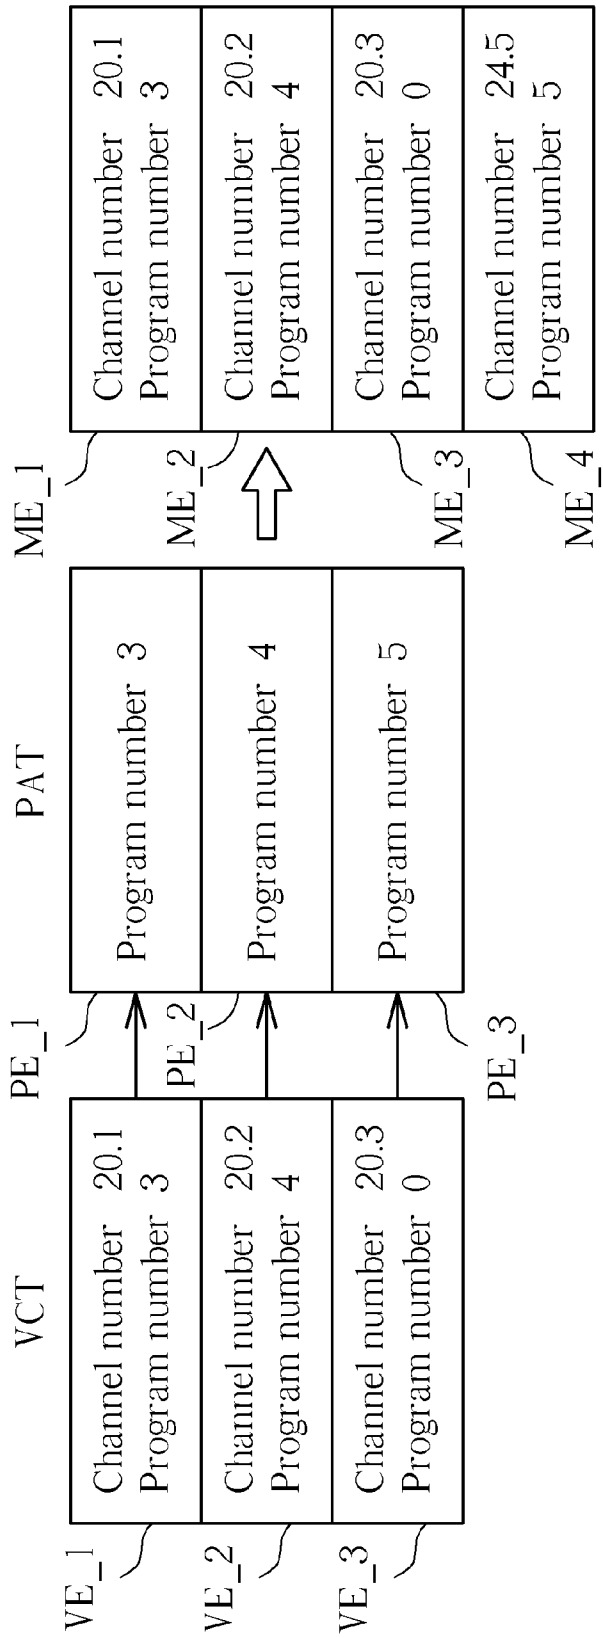 VCT
VE_1
Channel number 20.1
Program number 3
VE_2
Channel number 20.2
Program number 4
VE_3
Channel number 20.3
Program number 0
PAT
PE_1
Program number 3
PE_2
Program number 4
PE_3
Program number 5
ME_1
Channel number 20.1
Program number 3
ME_2
Channel number 20.2
Program number 4
ME_3
Channel number 20.3
Program number 0
ME_4
Channel number 24.5
Program number 5